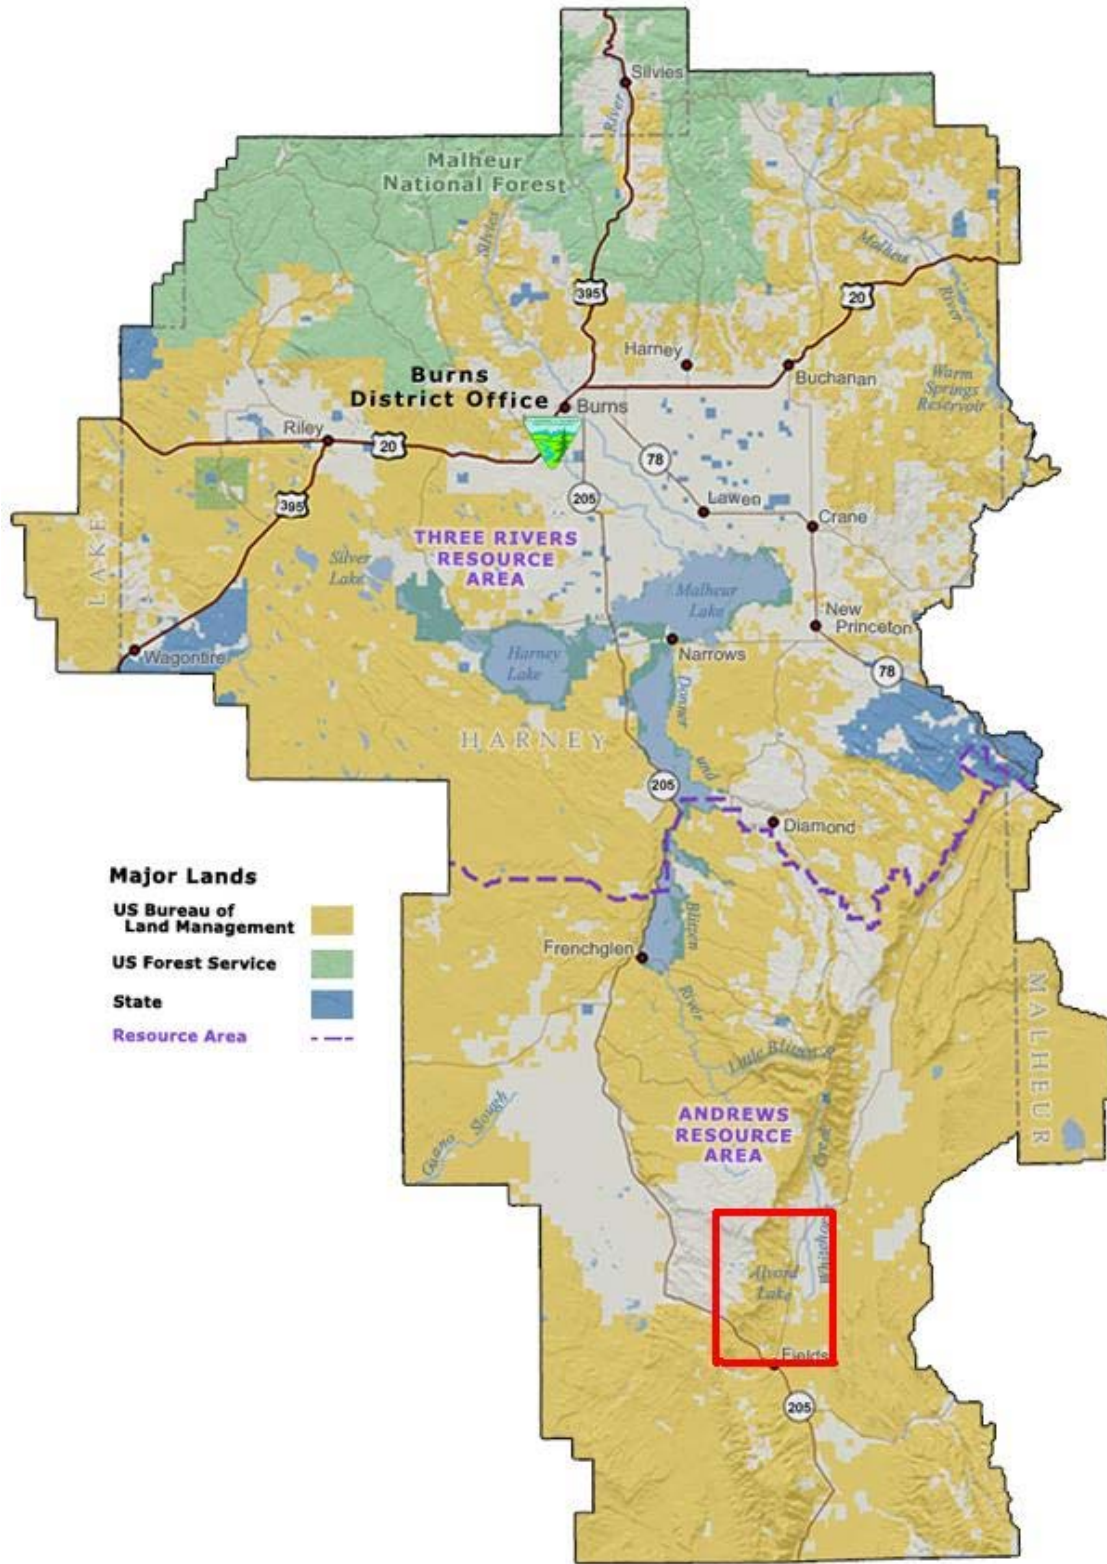 Silvies
River
Malheur
National Forest
Silvies
Malheur
River
395
20
Harney
Buchanan
Warm
Springs
Reservoir
Burns
District Office
Burns
Riley
20
78
205
Lawen
Crane
395
LAKE
THREE RIVERS
RESOURCE
AREA
Silver
Lake
Malheur
Lake
New
Princeton
Wagontire
Harney
Lake
Narrows
78
Donner
und
HARNEY
205
Diamond
Major Lands
US Bureau of
Land Management
US Forest Service
State
Resource Area
Blitzen
Frenchglen
River
MALHEUR
Little Blitzen R
Guano Slough
ANDREWS
RESOURCE
AREA
Creek
Alvord
Lake
Fields
205